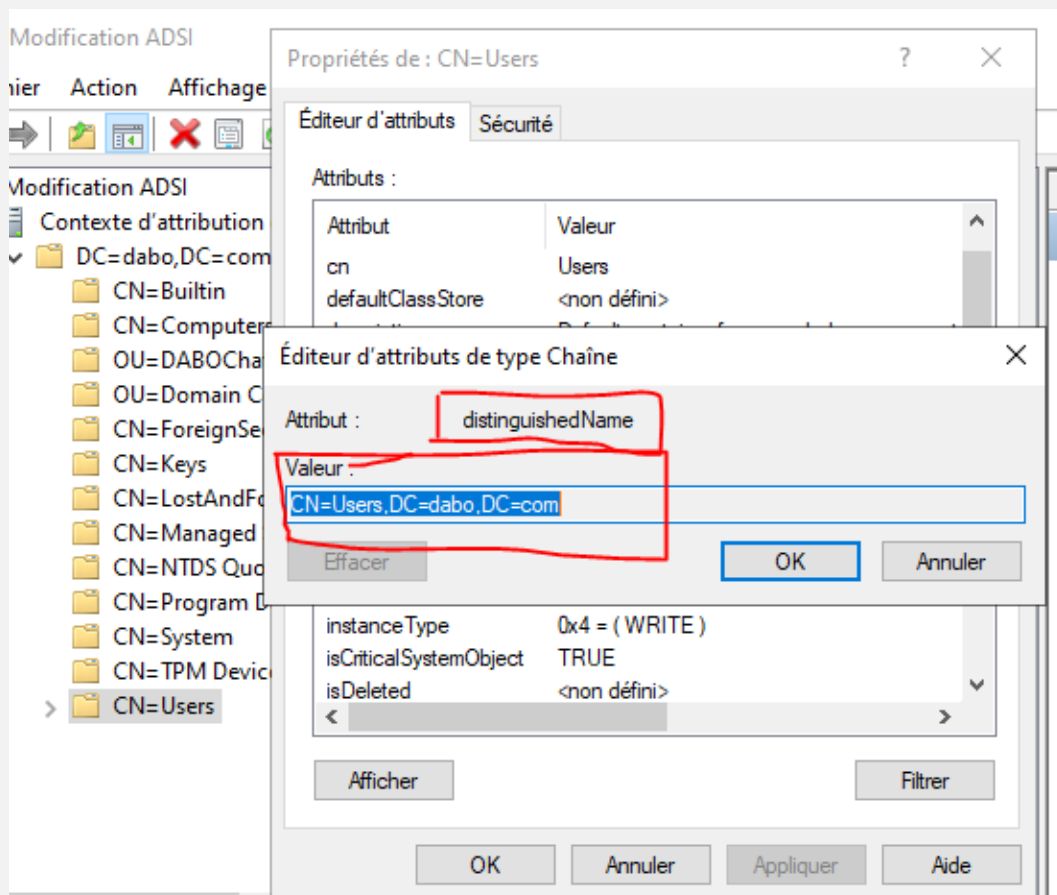 Modification ADSI
Propriétés de : CN=Users
?
Action Affichage
Éditeur d'attributs Sécurité
Modification ADSI
Attributs :
Contexte d'attribution
Attribut Valeur
DC=dabo,DC=com
cn Users
CN=Builtin
defaultClassStore <non défini>
CN=Computers
Éditeur d'attributs de type Chaîne
OU=DABOCha
OU=Domain C
Attribut : distinguishedName
CN=ForeignSe
CN=Keys
Valeur :
CN=LostAndFo
CN=Users,DC=dabo,DC=com
CN=Managed
CN=NTDS Quo
Effacer OK Annuler
CN=Program D
instanceType 0x4 = ( WRITE )
CN=System
isCriticalSystemObject TRUE
CN=TPM Devic
isDeleted <non défini>
CN=Users
Afficher Filtrer
OK Annuler Appliquer Aide